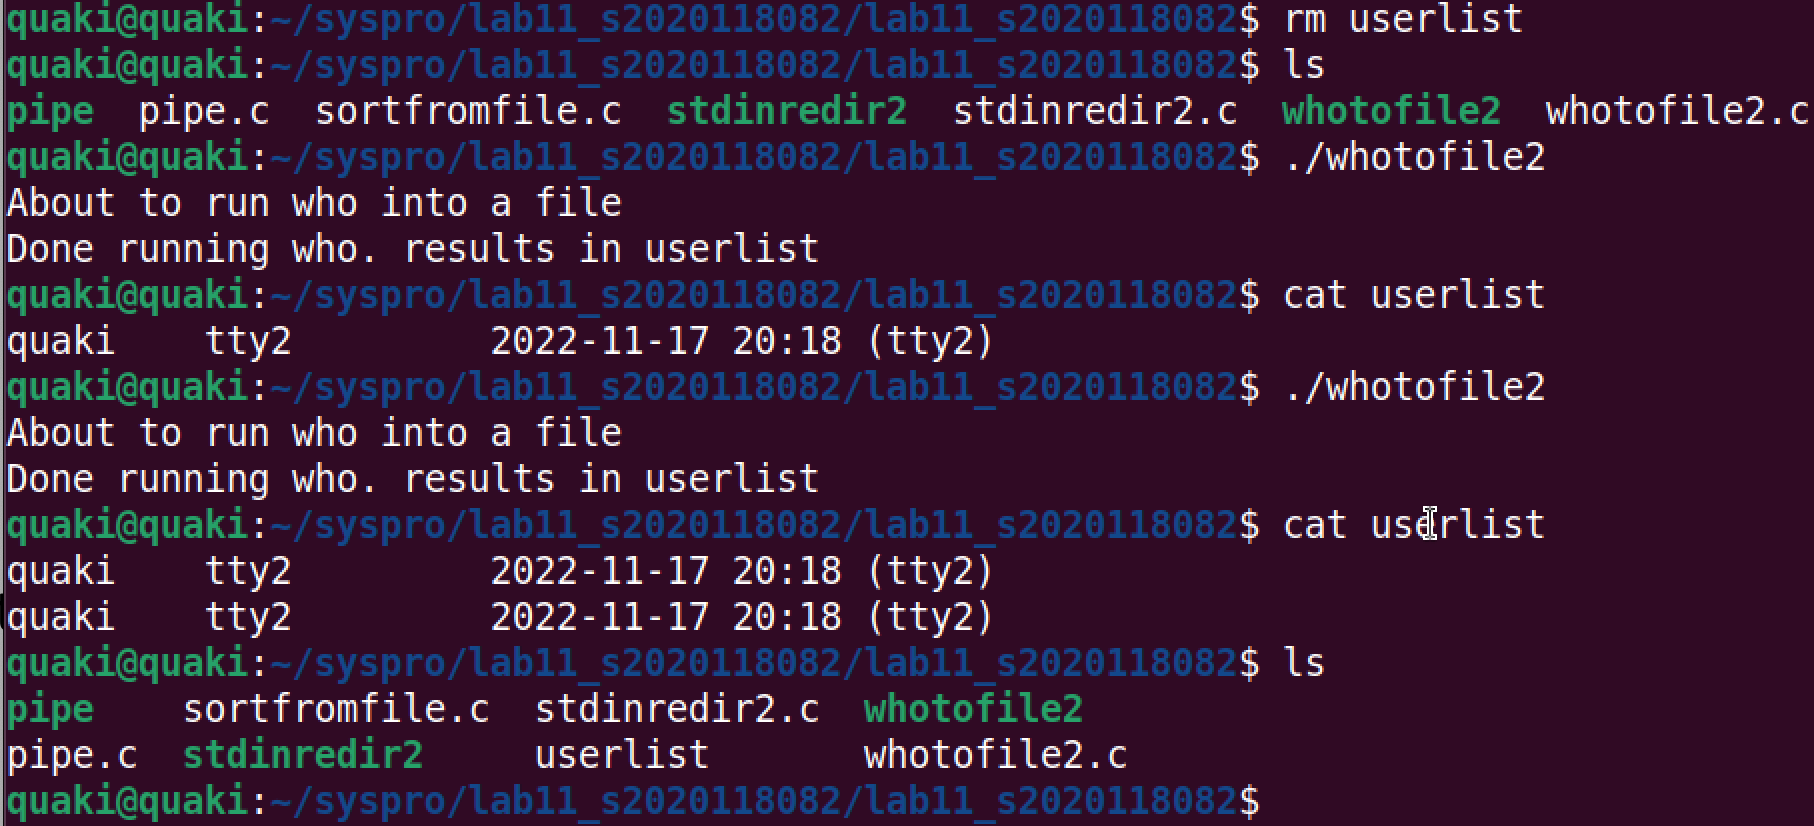 quaki@quaki:~/syspro/lab11_s2020118082/lab11_s2020118082$ rm userlist
quaki@quaki:~/syspro/lab11_s2020118082/lab11_s2020118082$ ls
pipe  pipe.c  sortfromfile.c  stdinredir2  stdinredir2.c  whotofile2  whotofile2.c
quaki@quaki:~/syspro/lab11_s2020118082/lab11_s2020118082$ ./whotofile2
About to run who into a file
Done running who. results in userlist
quaki@quaki:~/syspro/lab11_s2020118082/lab11_s2020118082$ cat userlist
quaki    tty2         2022-11-17 20:18 (tty2)
quaki@quaki:~/syspro/lab11_s2020118082/lab11_s2020118082$ ./whotofile2
About to run who into a file
Done running who. results in userlist
quaki@quaki:~/syspro/lab11_s2020118082/lab11_s2020118082$ cat userlist
quaki    tty2         2022-11-17 20:18 (tty2)
quaki    tty2         2022-11-17 20:18 (tty2)
quaki@quaki:~/syspro/lab11_s2020118082/lab11_s2020118082$ ls
pipe    sortfromfile.c  stdinredir2.c  whotofile2
pipe.c  stdinredir2     userlist       whotofile2.c
quaki@quaki:~/syspro/lab11_s2020118082/lab11_s2020118082$